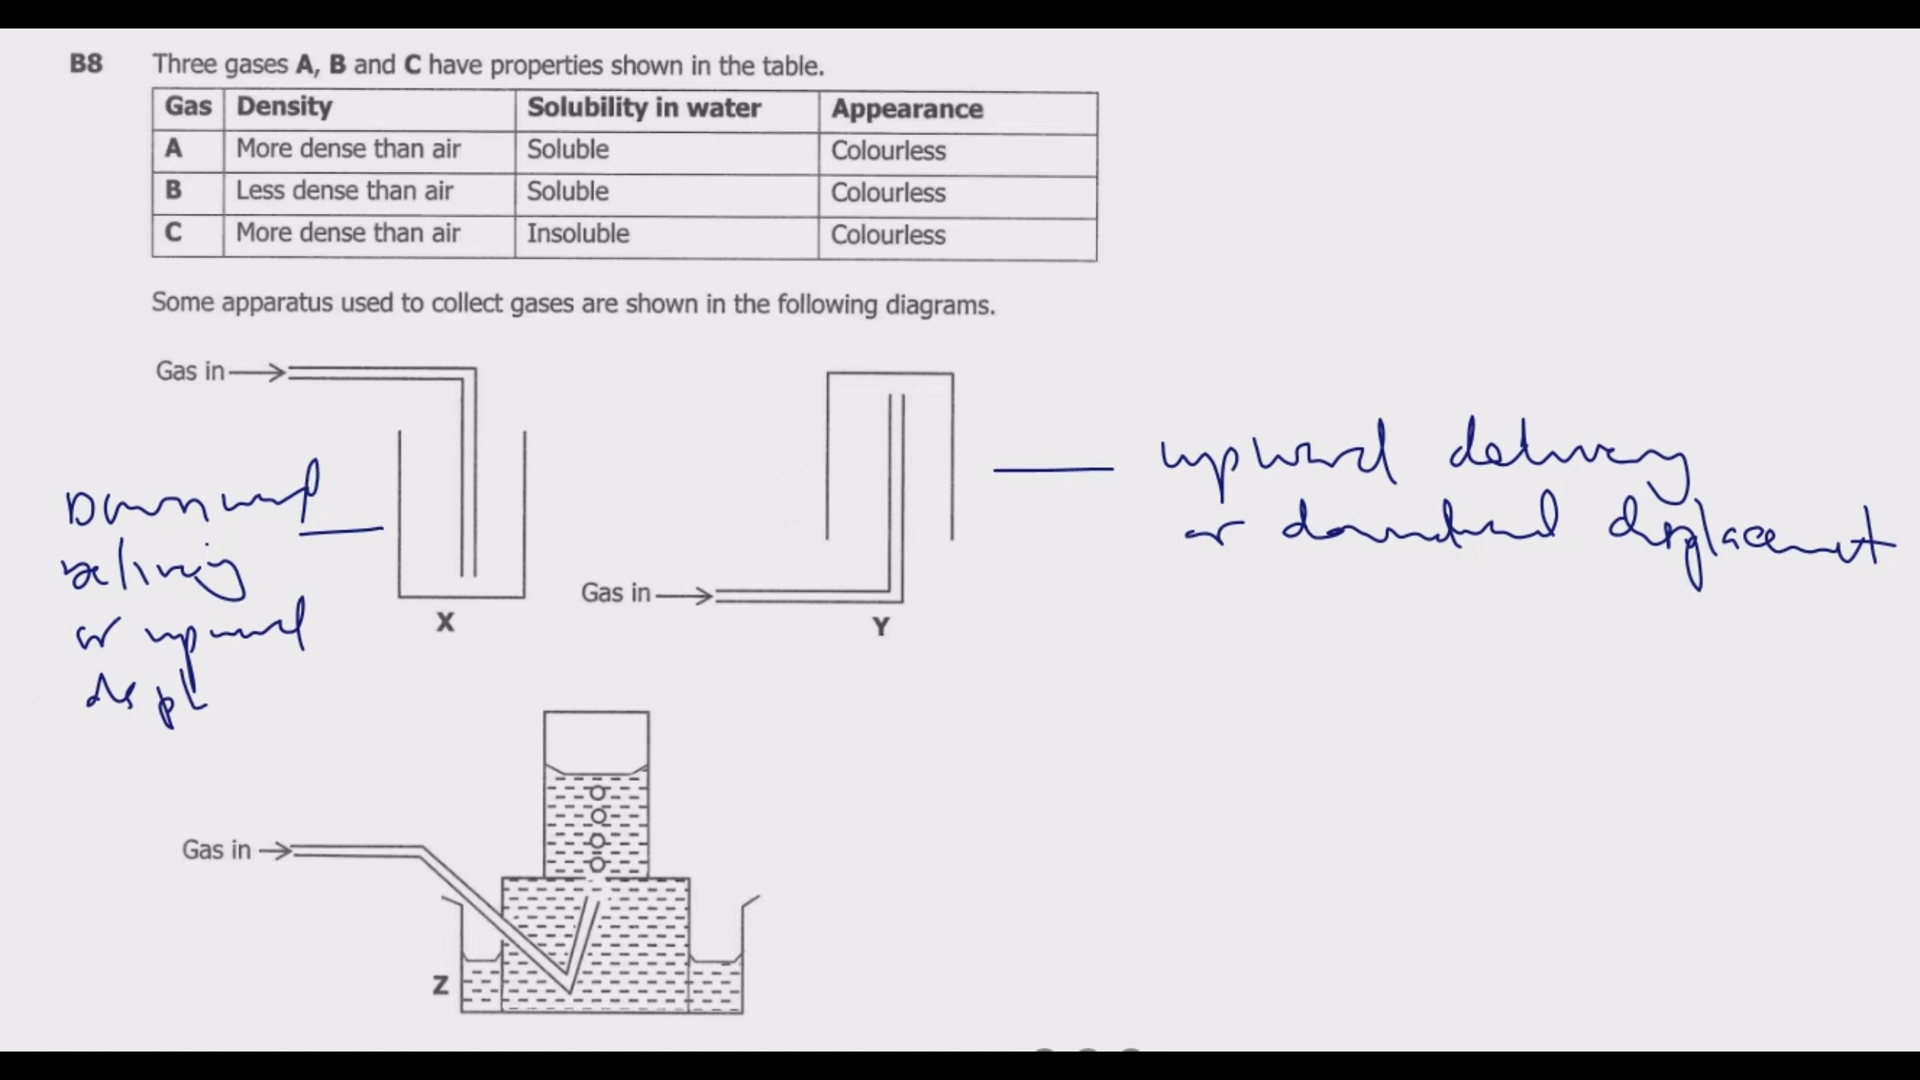 B8 Three gases A, B and C have properties shown in the table.
Gas Density Solubility in water Appearance
A More dense than air Soluble Colourless
B Less dense than air Soluble Colourless
C More dense than air Insoluble Colourless
Some apparatus used to collect gases are shown in the following diagrams.
Gas in
X
Downward
delivery
or upward
displ
Gas in
Y
upward delivery
or downward displacement
Gas in
Z